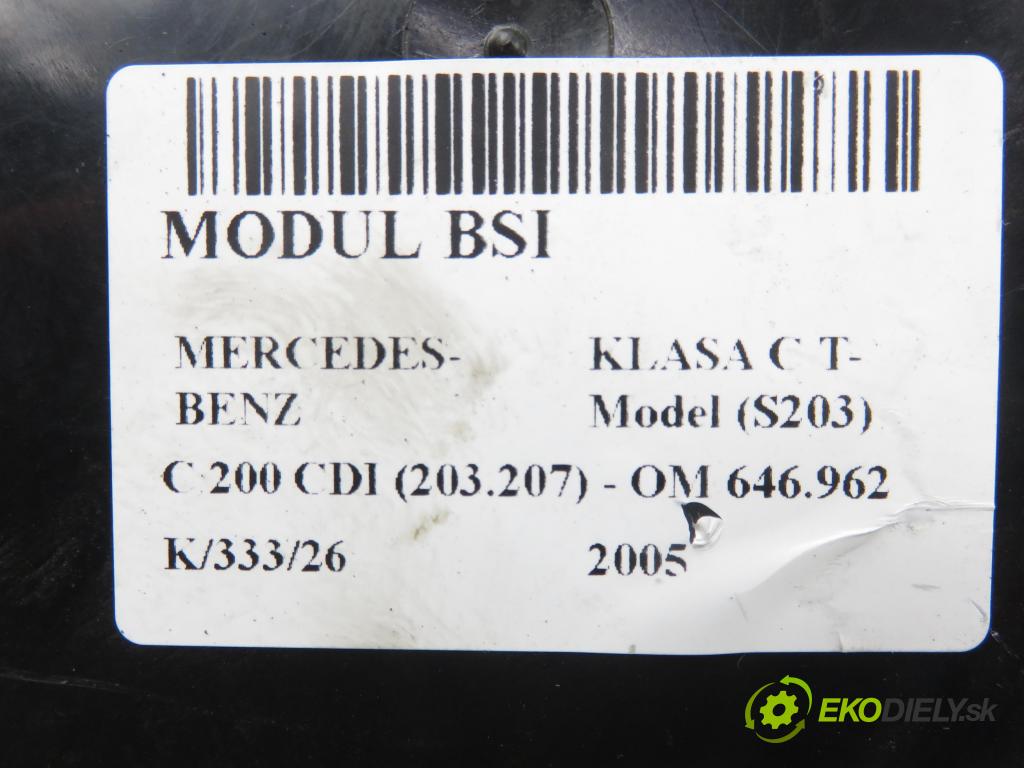 MODUL BSI
MERCEDES-
BENZ
KLASA C T-
Model (S203)
C 200 CDI (203.207) - OM 646.962
K/333/26
2005
EKODIELY.sk